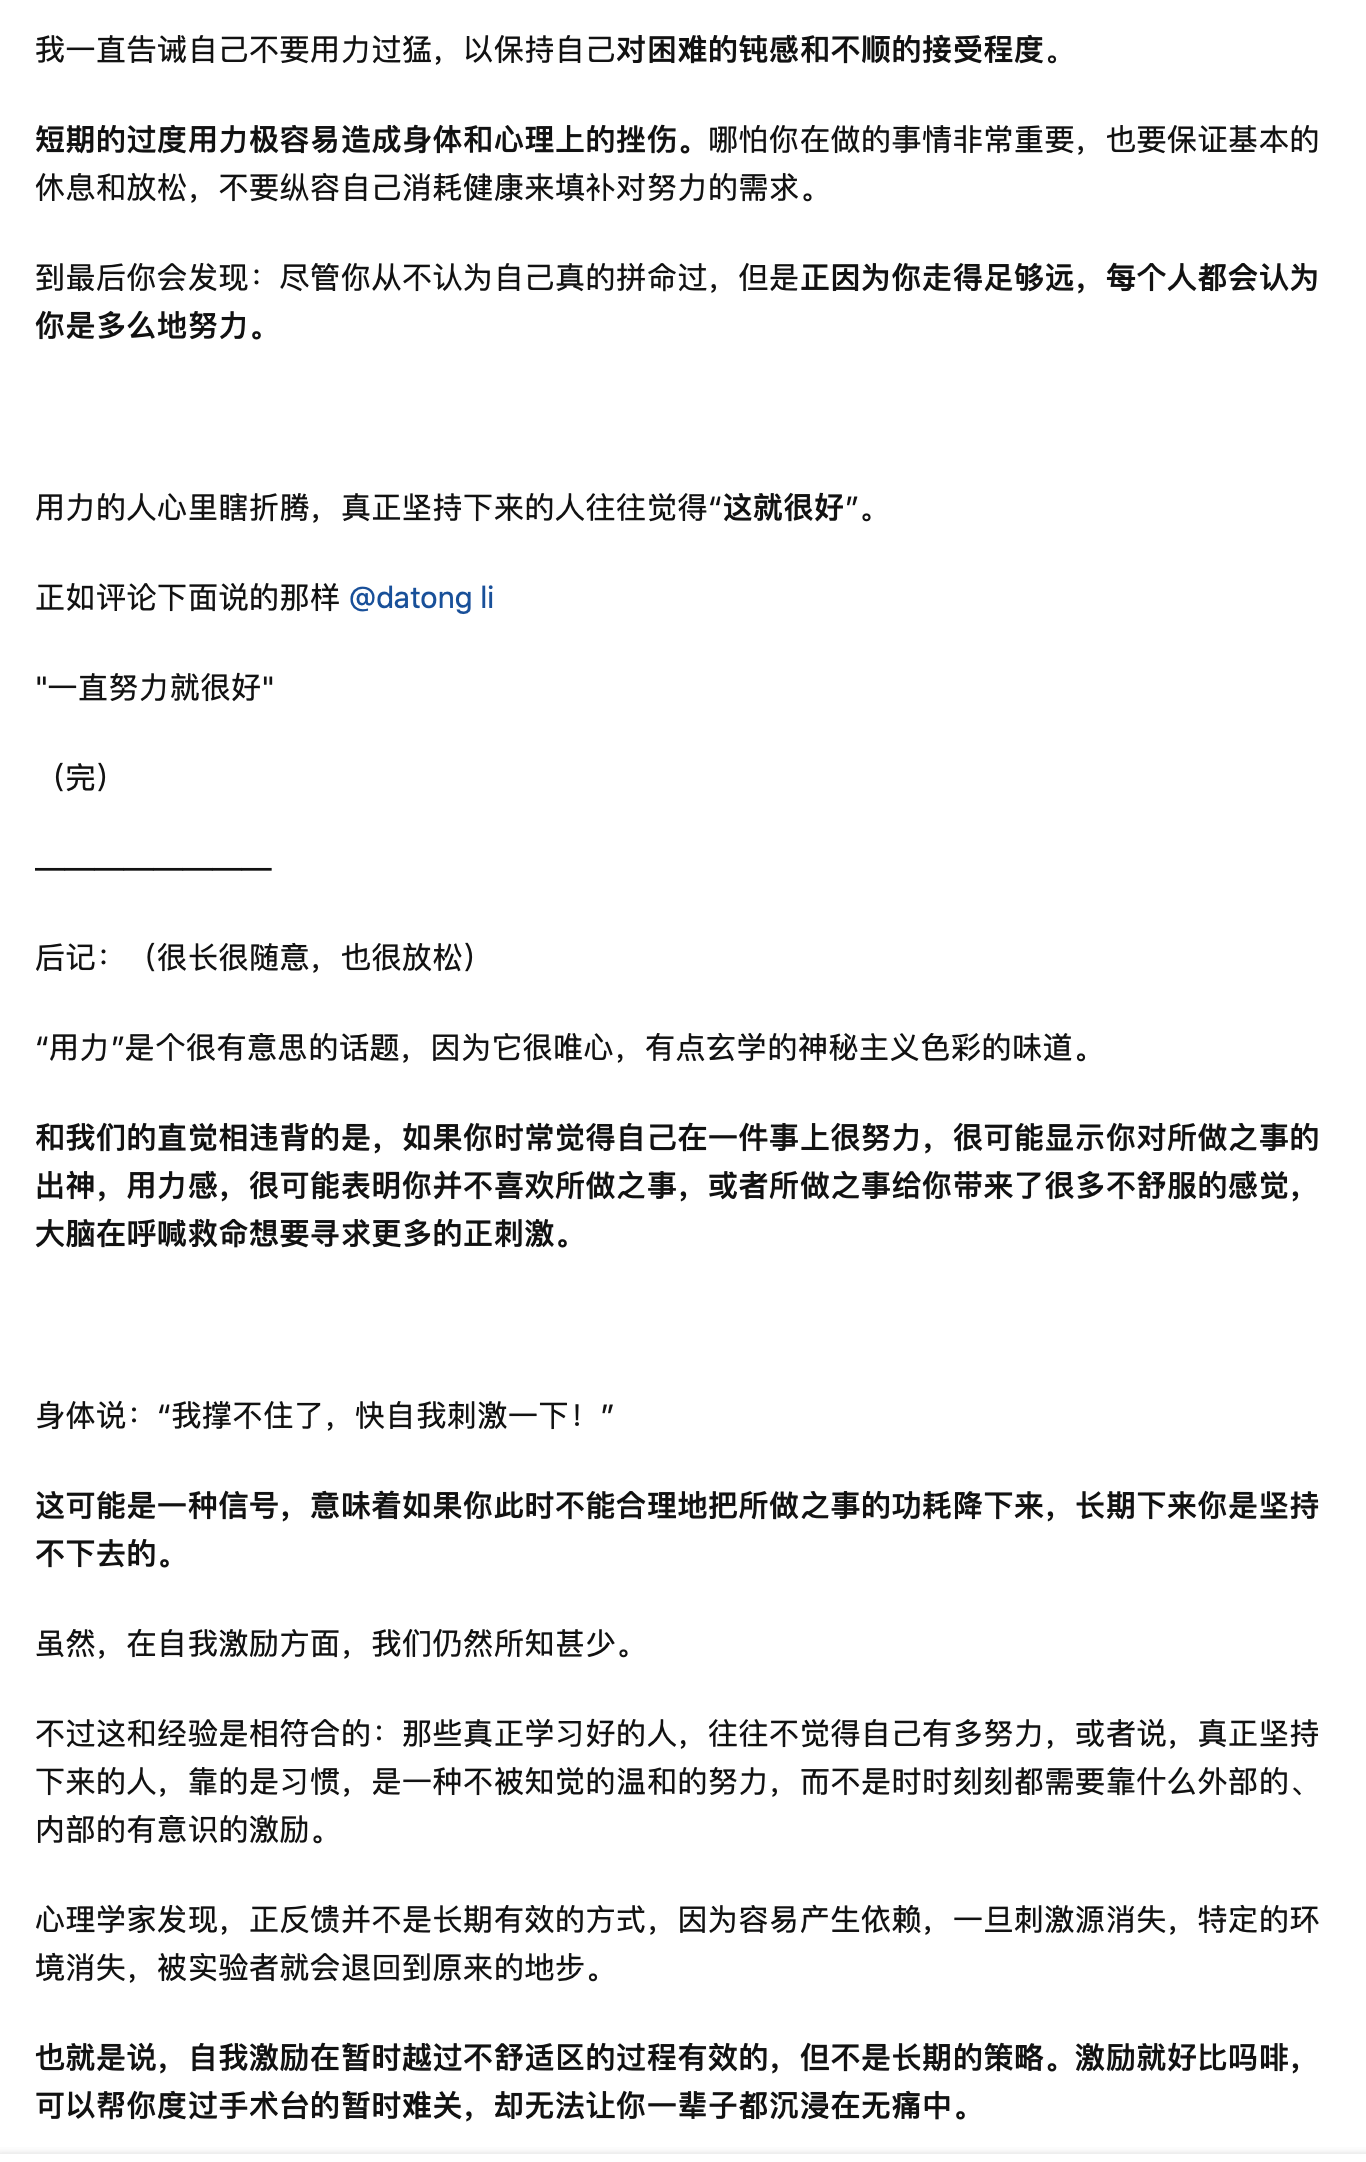 我一直告诫自己不要用力过猛，以保持自己对困难的钝感和不顺的接受程度。
短期的过度用力极容易造成身体和心理上的挫伤。哪怕你在做的事情非常重要，也要保证基本的
休息和放松，不要纵容自己消耗健康来填补对努力的需求。
到最后你会发现：尽管你从不认为自己真的拼命过，但是正因为你走得足够远，每个人都会认为
你是多么地努力。
用力的人心里瞎折腾，真正坚持下来的人往往觉得“这就很好”。
正如评论下面说的那样 @datong li
"一直努力就很好"
（完）
————————
后记：（很长很随意，也很放松）
“用力”是个很有意思的话题，因为它很唯心，有点玄学的神秘主义色彩的味道。
和我们的直觉相违背的是，如果你时常觉得自己在一件事上很努力，很可能显示你对所做之事的
出神，用力感，很可能表明你并不喜欢所做之事，或者所做之事给你带来了很多不舒服的感觉，
大脑在呼喊救命想要寻求更多的正刺激。
身体说：“我撑不住了，快自我刺激一下！”
这可能是一种信号，意味着如果你此时不能合理地把所做之事的功耗降下来，长期下来你是坚持
不下去的。
虽然，在自我激励方面，我们仍然所知甚少。
不过这和经验是相符合的：那些真正学习好的人，往往不觉得自己有多努力，或者说，真正坚持
下来的人，靠的是习惯，是一种不被知觉的温和的努力，而不是时时刻刻都需要靠什么外部的、
内部的有意识的激励。
心理学家发现，正反馈并不是长期有效的方式，因为容易产生依赖，一旦刺激源消失，特定的环
境消失，被实验者就会退回到原来的地步。
也就是说，自我激励在暂时越过不舒适区的过程有效的，但不是长期的策略。激励就好比吗啡，
可以帮你度过手术台的暂时难关，却无法让你一辈子都沉浸在无痛中。